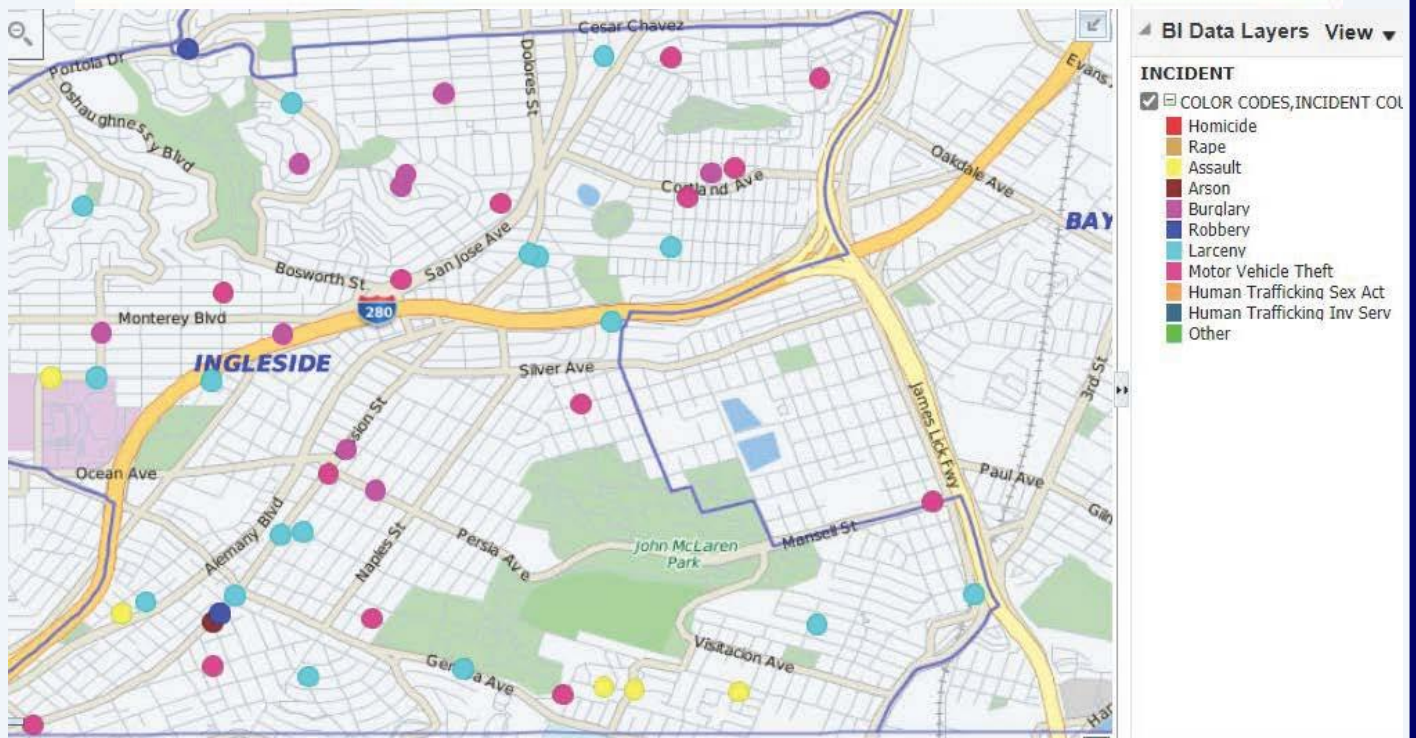 Cesar Chavez
Portola Dr
Oshaughnessy Blvd
Dolores St
Evans
Oakdale Ave
Cortland Ave
BAY
San Jose Ave
Bosworth St.
280
Monterey Blvd
INGLESIDE
Silver Ave
3rd St
James Lick Fwy
sion St
Ocean Ave
Paul Ave
Alemany Blvd
Naples St
Persia Ave
John McLaren
Park
Mansell St
Visitacion Ave
Gen a Ave
BI Data Layers View
INCIDENT
COLOR CODES,INCIDENT COU
Homicide
Rape
Assault
Arson
Burglary
Robbery
Larceny
Motor Vehicle Theft
Human Trafficking Sex Act
Human Trafficking Inv Serv
Other